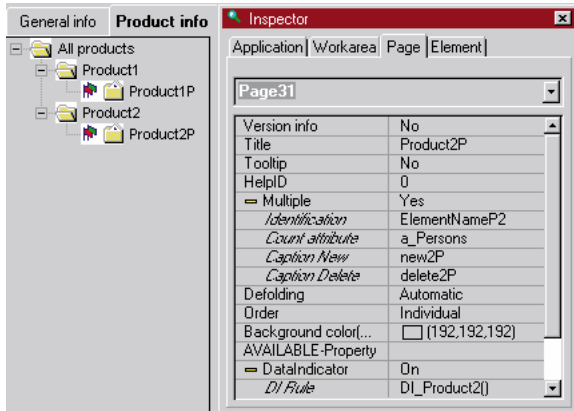 General info Product info
All products
Product1
Product1P
Product2
Product2P
Inspector
Application Workarea Page Element
Page31
Version info No
Title Product2P
Tooltip No
HelpID 0
Multiple Yes
Identification ElementNameP2
Count attribute a_Persons
Caption New new2P
Caption Delete delete2P
Defolding Automatic
Order Individual
Background color(... (192,192,192)
AVAILABLE-Property
DataIndicator On
DI Rule DI_Product2()